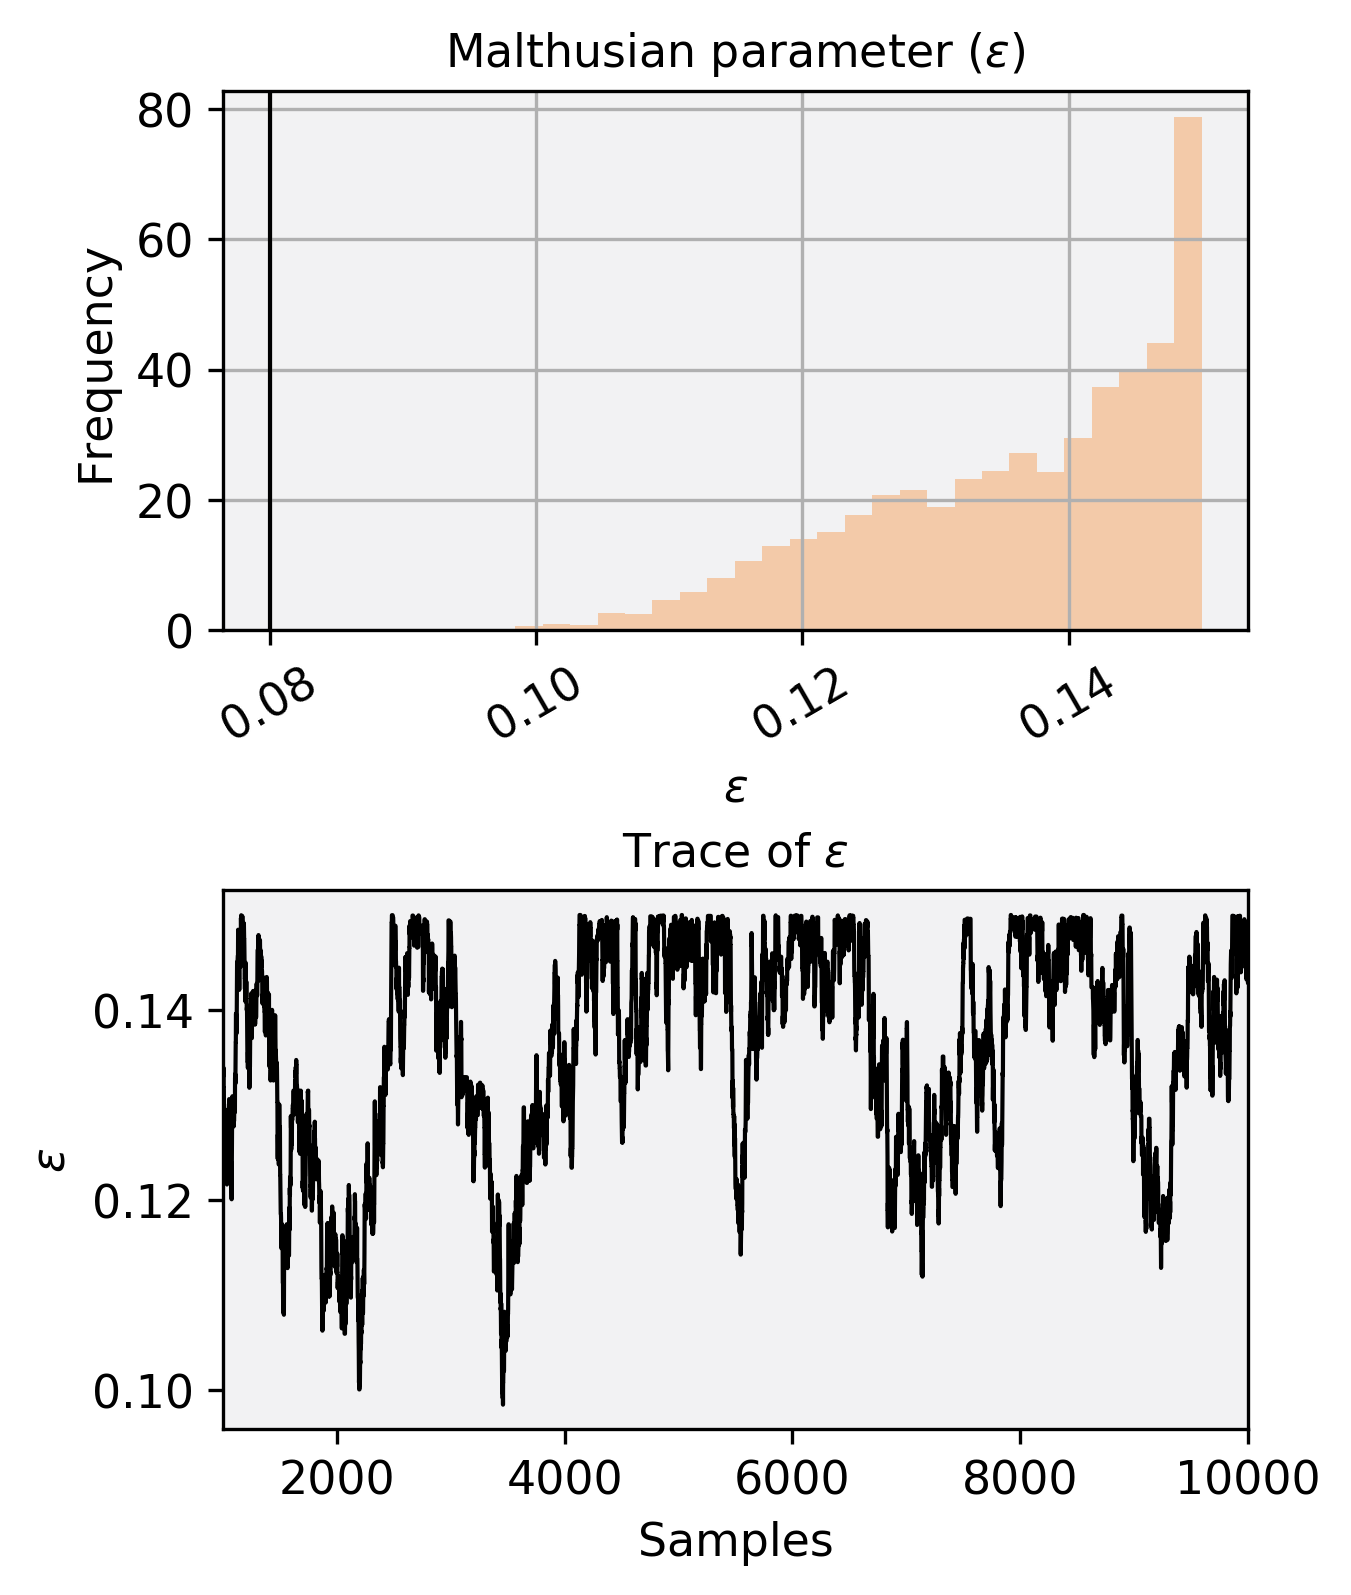 Malthusian parameter (ε)
Frequency
80
60
40
20
0
0.08 0.10 0.12 0.14
ε
Trace of ε
ε
0.14
0.12
0.10
2000 4000 6000 8000 10000
Samples